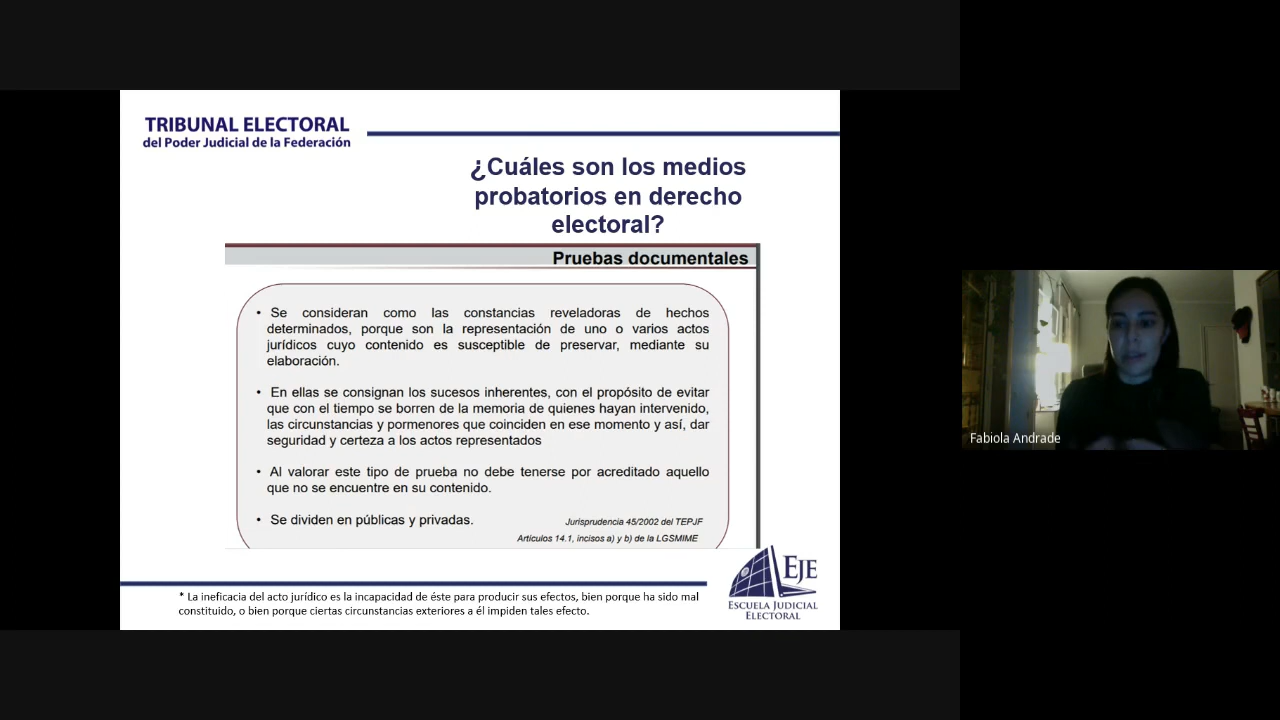 TRIBUNAL ELECTORAL
del Poder Judicial de la Federación
¿Cuáles son los medios
probatorios en derecho
electoral?
Pruebas documentales
• Se consideran como las constancias reveladoras de hechos
determinados, porque son la representación de uno o varios actos
jurídicos cuyo contenido es susceptible de preservar, mediante su
elaboración.
• En ellas se consignan los sucesos inherentes, con el propósito de evitar
que con el tiempo se borren de la memoria de quienes hayan intervenido,
las circunstancias y pormenores que coinciden en ese momento y así, dar
seguridad y certeza a los actos representados
• Al valorar este tipo de prueba no debe tenerse por acreditado aquello
que no se encuentre en su contenido.
• Se dividen en públicas y privadas.
Jurisprudencia 45/2002 del TEPJF
Artículos 14.1, incisos a) y b) de la LGSMIME
EJE
ESCUELA JUDICIAL
ELECTORAL
* La ineficacia del acto jurídico es la incapacidad de éste para producir sus efectos, bien porque ha sido mal
constituido, o bien porque ciertas circunstancias exteriores a él impiden tales efecto.
Fabiola Andrade